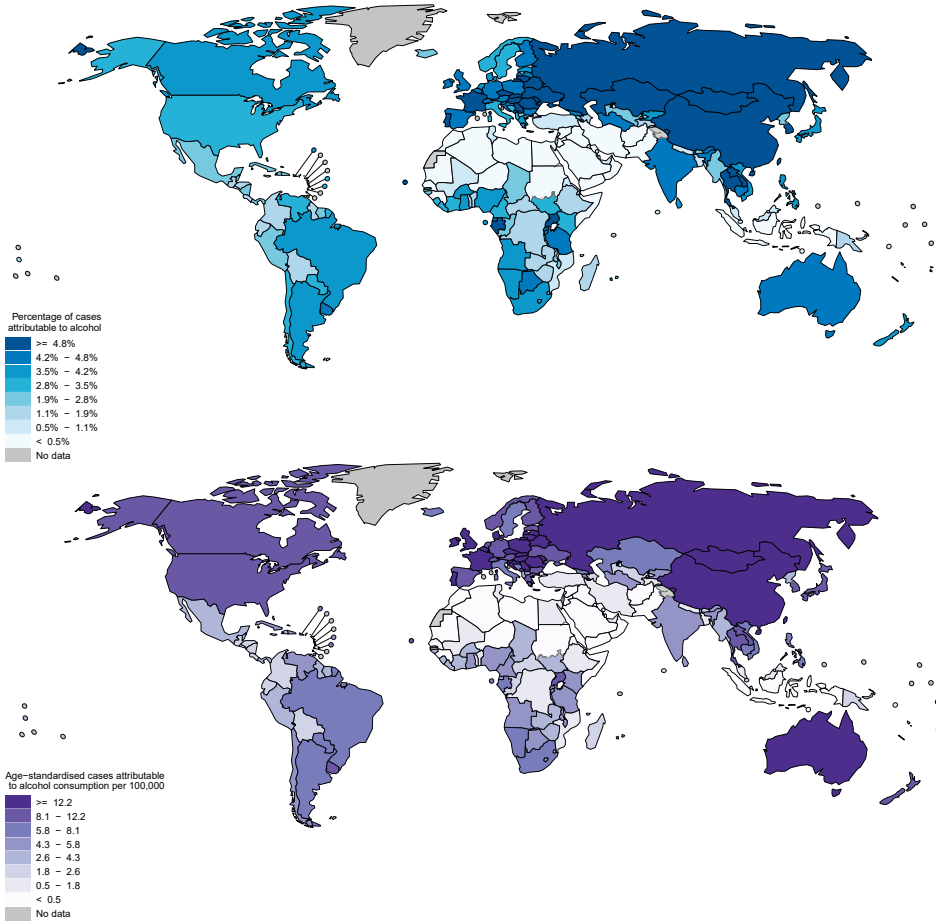 Percentage of cases
attributable to alcohol
>= 4.8%
4.2% − 4.8%
3.5% − 4.2%
2.8% − 3.5%
1.9% − 2.8%
1.1% − 1.9%
0.5% − 1.1%
< 0.5%
No data
Age−standardised cases attributable
to alcohol consumption per 100,000
>= 12.2
8.1 − 12.2
5.8 − 8.1
4.3 − 5.8
2.6 − 4.3
1.8 − 2.6
0.5 − 1.8
< 0.5
No data